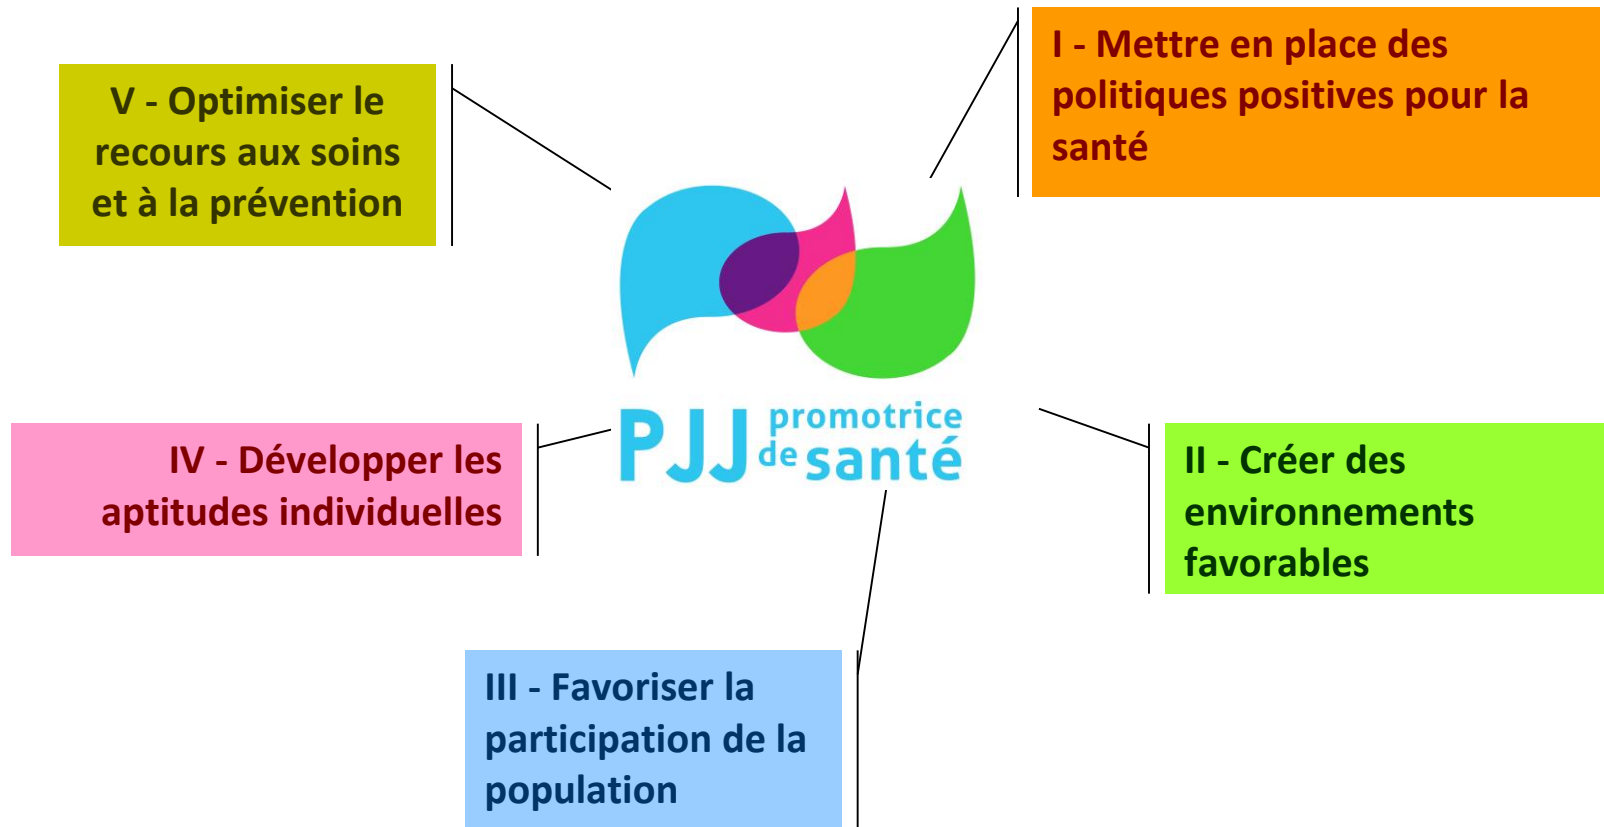 I - Mettre en place des
politiques positives pour la
santé
V - Optimiser le
recours aux soins
et à la prévention
PJJ promotrice
de santé
IV - Développer les
aptitudes individuelles
II - Créer des
environnements
favorables
III - Favoriser la
participation de la
population